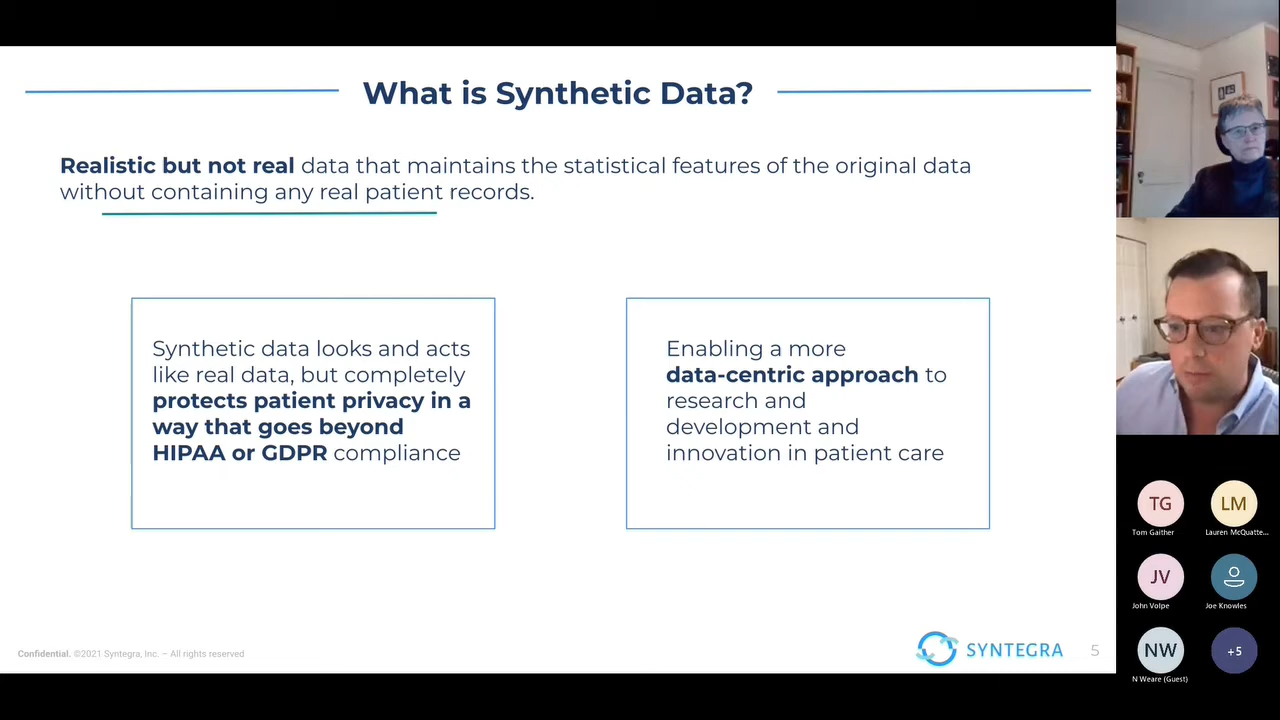 What is Synthetic Data?
Realistic but not real data that maintains the statistical features of the original data
without containing any real patient records.
Synthetic data looks and acts
like real data, but completely
protects patient privacy in a
way that goes beyond
HIPAA or GDPR compliance
Enabling a more
data-centric approach to
research and
development and
innovation in patient care
Confidential. ©2021 Syntegra, Inc. – All rights reserved
SYNTEGRA
5
TG
LM
Tom Gaither
Lauren McQuatte...
JV
John Volpe
Joe Knowles
NW
+5
N Weare (Guest)